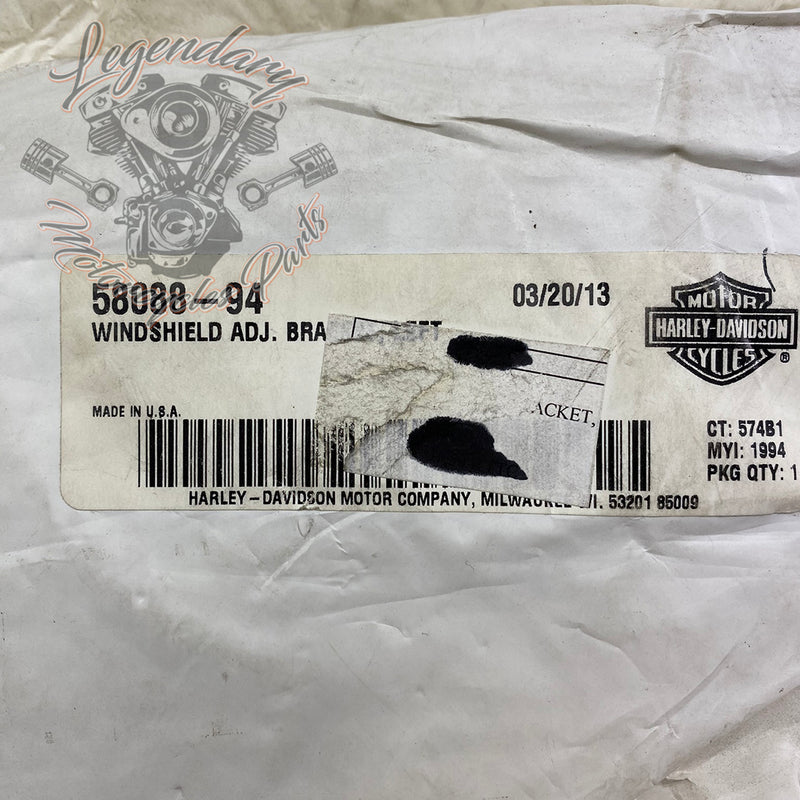 Legendary
Motorcycles Parts
58088-94
03/20/13
WINDSHIELD ADJ. BRA
MOTOR
HARLEY-DAVIDSON
CYCLES
®
ACKET,
MADE IN U.S.A.
CT: 574B1
MYI: 1994
PKG QTY: 1
HARLEY-DAVIDSON MOTOR COMPANY, MILWAUKEE WI. 53201 85009